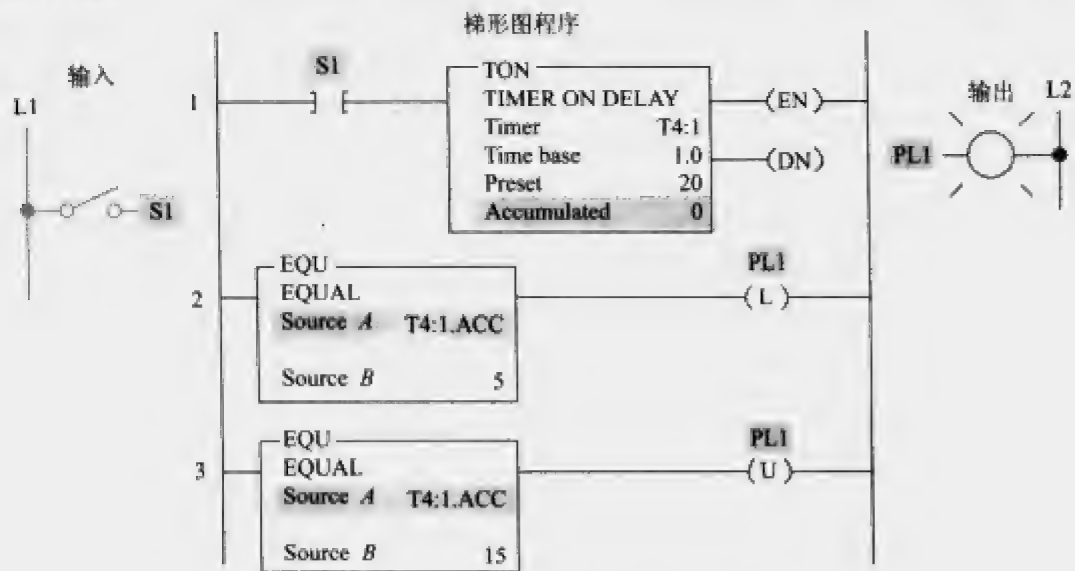 梯形图程序
输入
L1
S1
1
S1
TON
TIMER ON DELAY
Timer T4:1
Time base 1.0
Preset 20
Accumulated 0
(EN)
(DN)
输出 L2
PL1
2
EQU
EQUAL
Source A T4:1.ACC
Source B 5
PL1
(L)
3
EQU
EQUAL
Source A T4:1.ACC
Source B 15
PL1
(U)